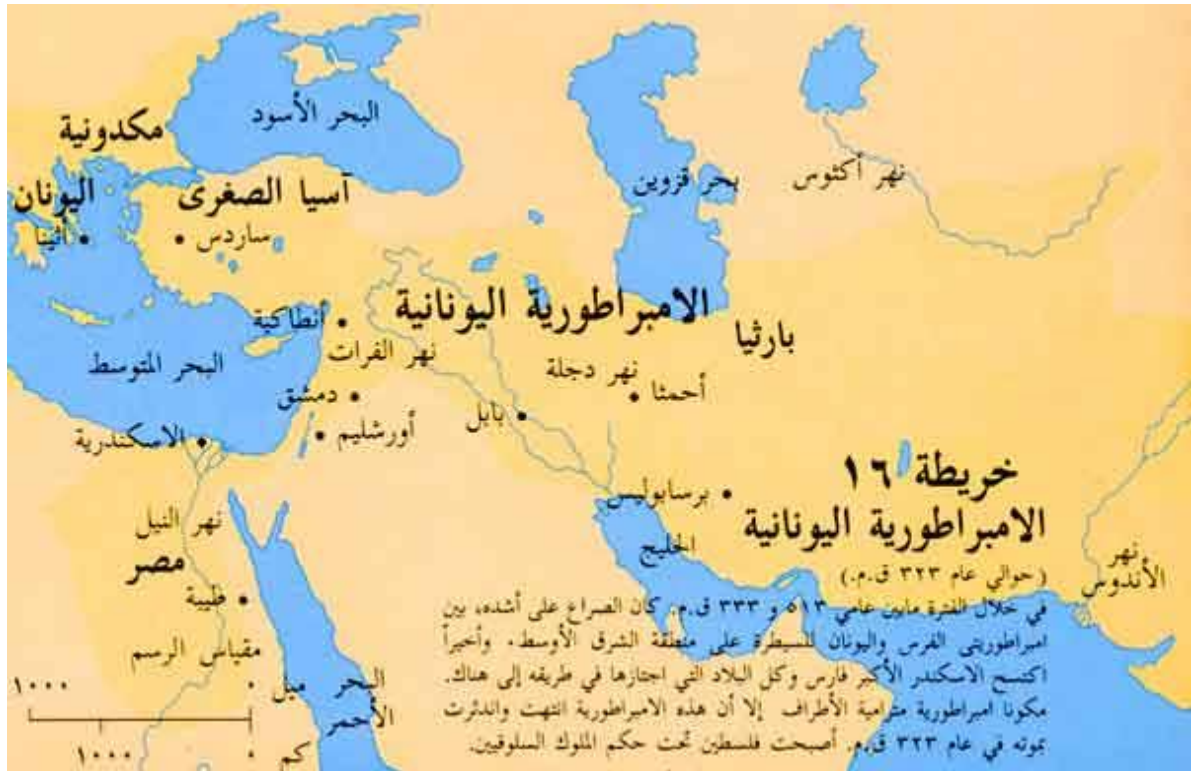 البحر الأسود
مكدونية
اليونان
آسيا الصغرى
أثينا
ساردس
بحر قزوين
نهر أكثوس
الامبراطورية اليونانية
بارثيا
أنطاكية
نهر الفرات
البحر المتوسط
نهر دجلة
أحمثا
دمشق
بابل
أورشليم
الاسكندرية
برسابوليس
الخليج
نهر النيل
مصر
طيبة
البحر
الأحمر
نهر
الأندوس
خريطة ١٦
الامبراطورية اليونانية
(حوالي عام ٣٢٣ ق.م.)
في خلال الفترة مابين عامي ٥١٣ و ٣٣٣ ق.م. كان الصراع على أشده، بين
امبراطوريتى الفرس واليونان للسيطرة على منطقة الشرق الأوسط. وأخيراً
اكتسح الاسكندر الأكبر فارس وكل البلاد التي اجتازها في طريقه إلى هناك.
مكونا امبراطورية مترامية الأطراف إلا أن هذه الامبراطورية انتهت واندثرت
بموته في عام ٣٢٣ ق.م. أصبحت فلسطين تحت حكم الملوك السلوقيين.
مقياس الرسم
ميل ٠ ١٠٠٠
كم ٠ ١٠٠٠